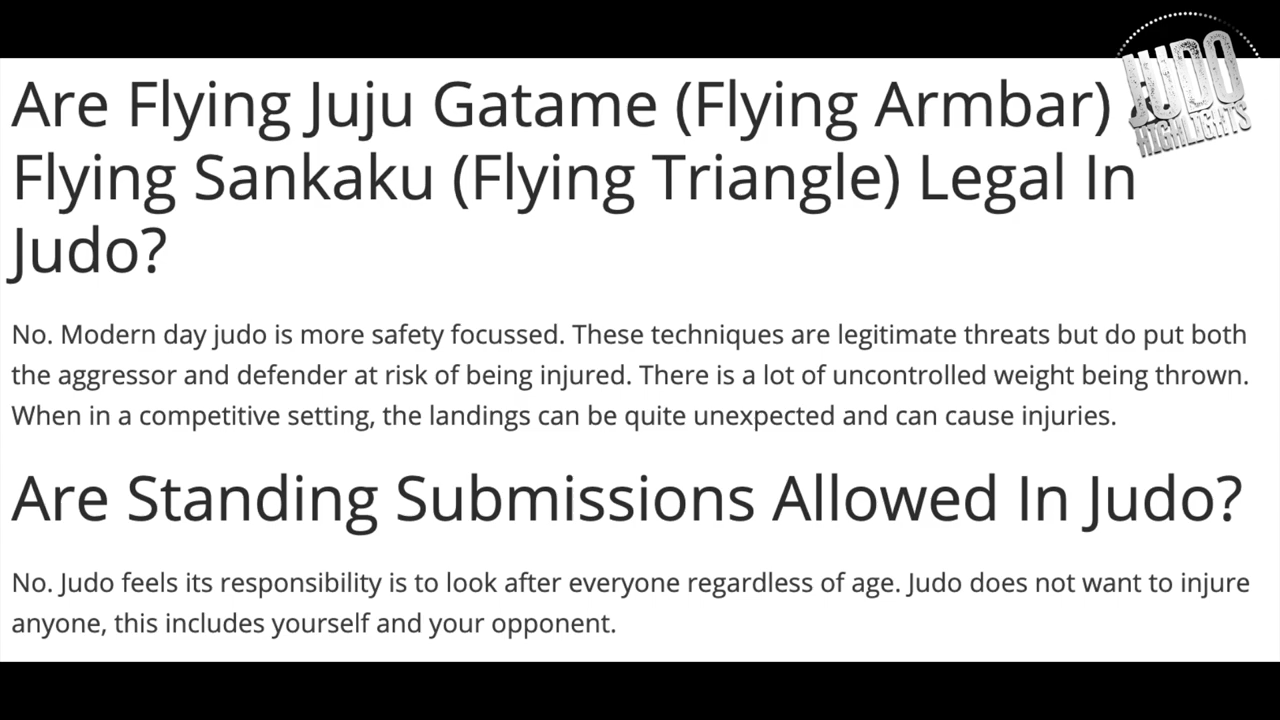 Are Flying Juju Gatame (Flying Armbar)
Flying Sankaku (Flying Triangle) Legal In
Judo?
No. Modern day judo is more safety focussed. These techniques are legitimate threats but do put both
the aggressor and defender at risk of being injured. There is a lot of uncontrolled weight being thrown.
When in a competitive setting, the landings can be quite unexpected and can cause injuries.
Are Standing Submissions Allowed In Judo?
No. Judo feels its responsibility is to look after everyone regardless of age. Judo does not want to injure
anyone, this includes yourself and your opponent.
JUDO
HIGHLIGHTS